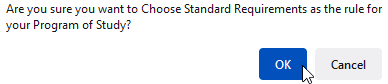 Are you sure you want to Choose Standard Requirements as the rule for
your Program of Study?
OK Cancel